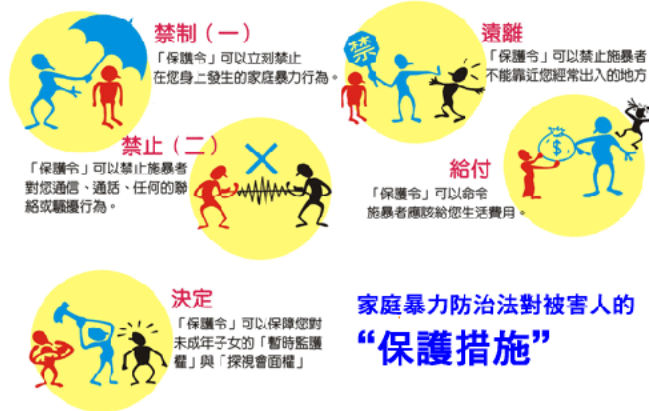 禁制（一）
「保護令」可以立刻禁止
在您身上發生的家庭暴力行為。
禁
遠離
「保護令」可以禁止施暴者
不能靠近您經常出入的地方
禁止（二）
「保護令」可以禁止施暴者
對您通信、通話、任何的聯
絡或騷擾行為。
$
給付
「保護令」可以命令
施暴者應該給您生活費用。
決定
「保護令」可以保障您對
未成年子女的「暫時監護
權」與「探視會面權」
家庭暴力防治法對被害人的
“保護措施”